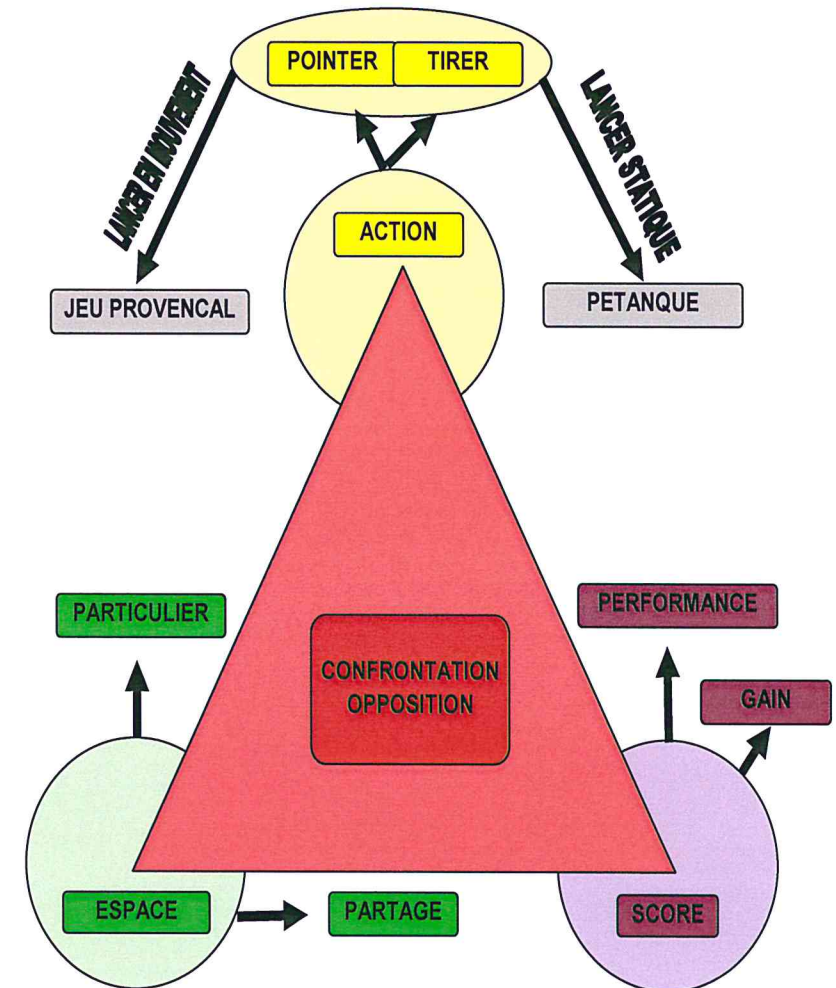 POINTER
TIRER
LANCER EN MOUVEMENT
LANCER STATIQUE
ACTION
JEU PROVENCAL
PETANQUE
PARTICULIER
PERFORMANCE
CONFRONTATION
OPPOSITION
GAIN
ESPACE
PARTAGE
SCORE